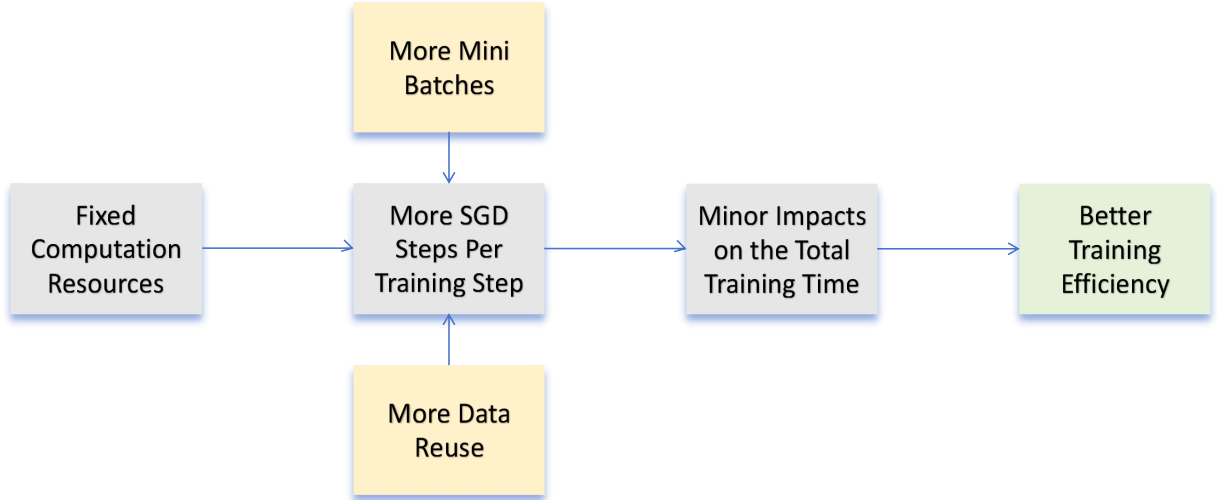 More Mini
Batches
Fixed
Computation
Resources
More SGD
Steps Per
Training Step
Minor Impacts
on the Total
Training Time
Better
Training
Efficiency
More Data
Reuse